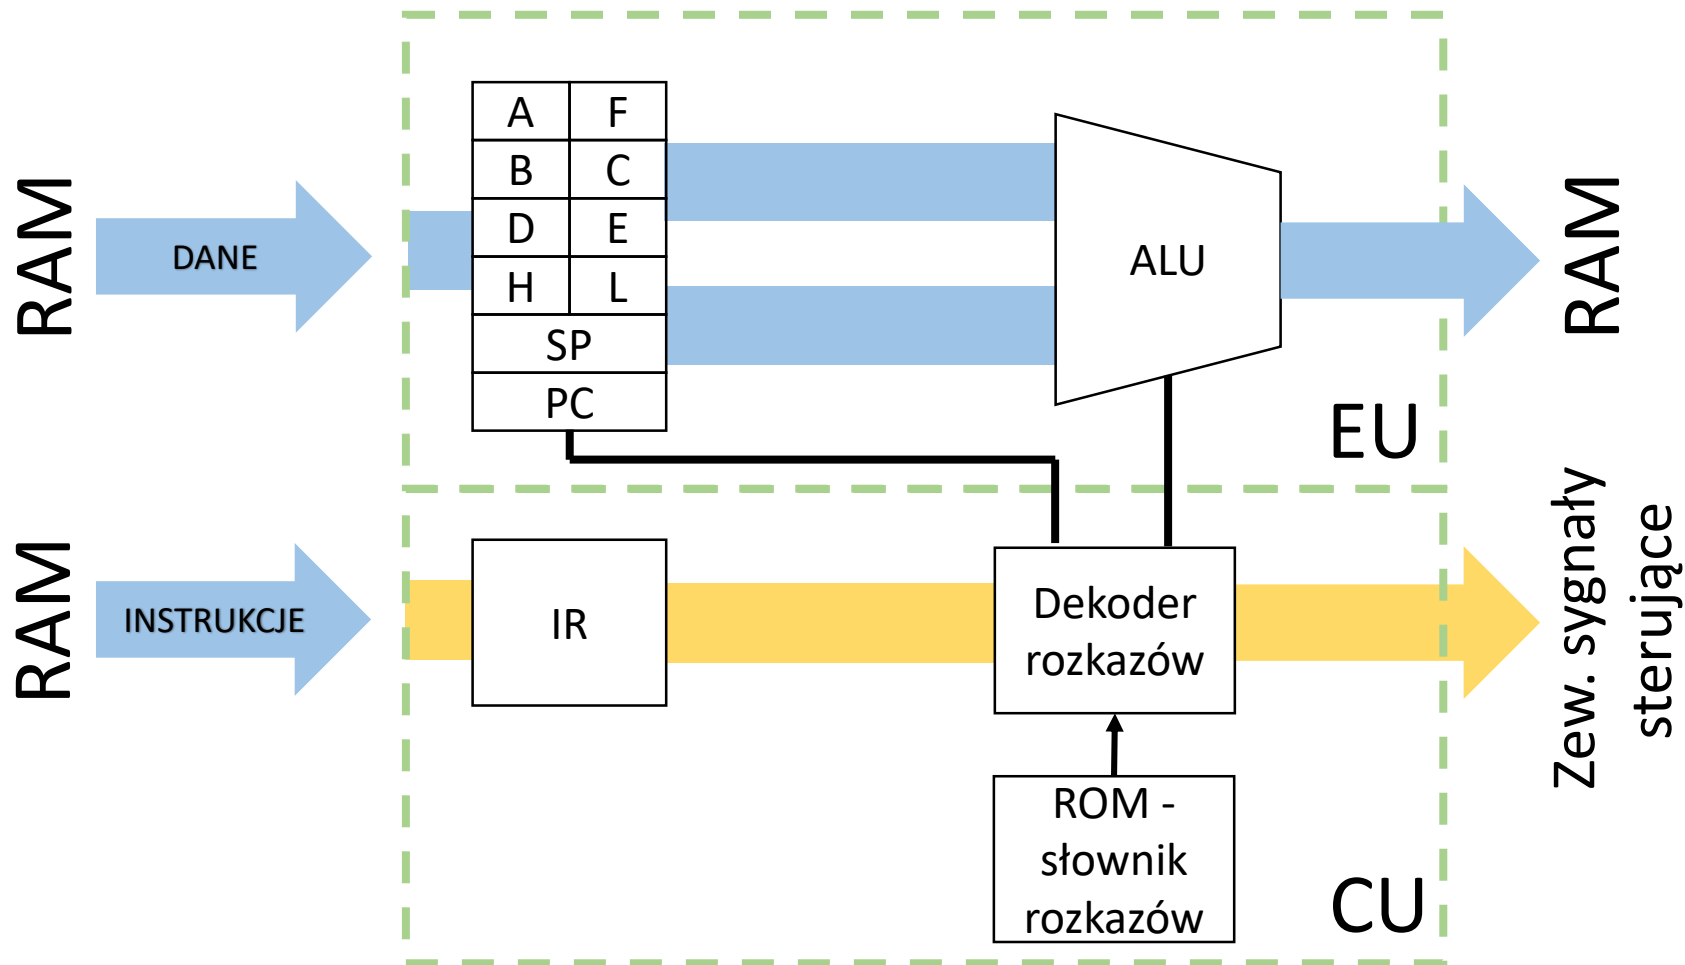 RAM
DANE
A F
B C
D E
H L
SP
PC
ALU
RAM
EU
RAM
INSTRUKCJE
IR
Dekoder
rozkazów
Zew. sygnały
sterujące
ROM -
słownik
rozkazów
CU